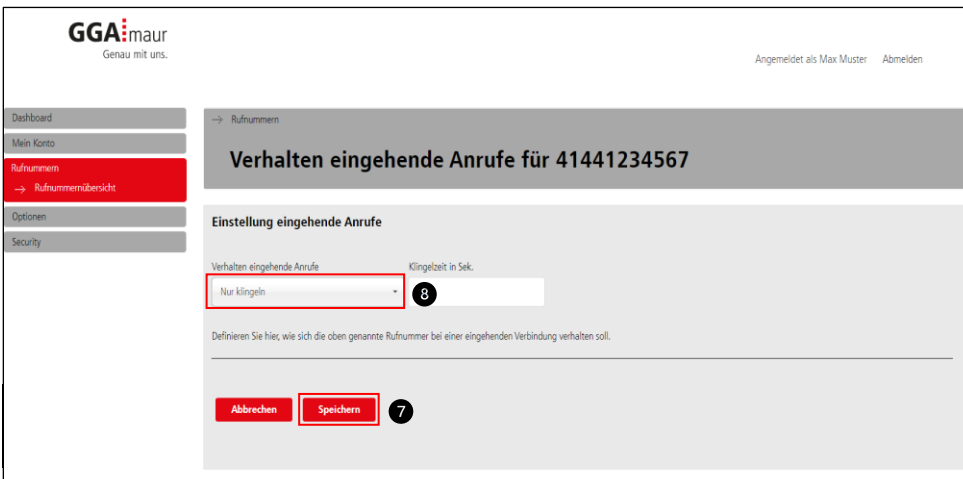 GGA maur
Genau mit uns.
Angemeldet als Max Muster Abmelden
Dashboard
Mein Konto
Rufnummern
→ Rufnummernübersicht
Optionen
Security
→ Rufnummern
Verhalten eingehende Anrufe für 41441234567
Einstellung eingehende Anrufe
Verhalten eingehende Anrufe Klingelzeit in Sek.
Nur klingeln 8
Definieren Sie hier, wie sich die oben genannte Rufnummer bei einer eingehenden Verbindung verhalten soll.
Abbrechen Speichern 7